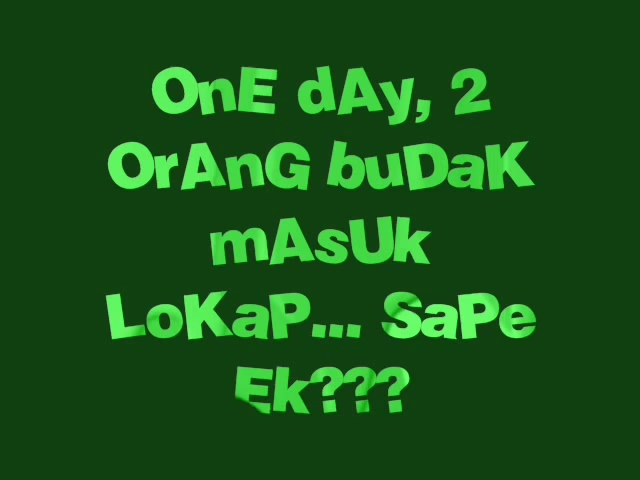 OnE dAy, 2
OrAnG buDaK
mAsUk
LoKaP... SaPe
Ek???